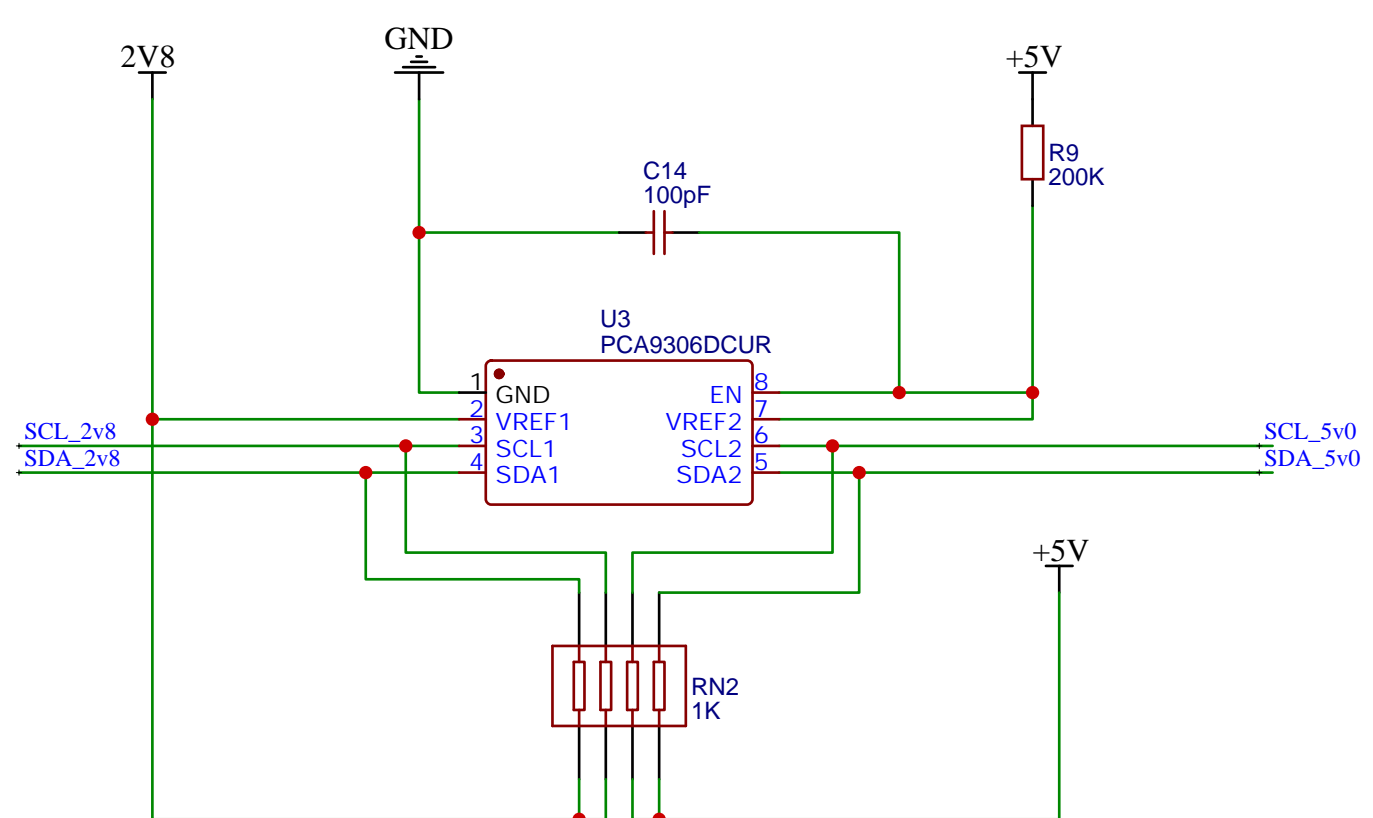 GND
2V8
+5V
R9
200K
C14
100pF
U3
PCA9306DCUR
1
GND
8
EN
2
VREF1
7
VREF2
3
SCL1
6
SCL2
4
SDA1
5
SDA2
SCL_2v8
SDA_2v8
SCL_5v0
SDA_5v0
+5V
RN2
1K